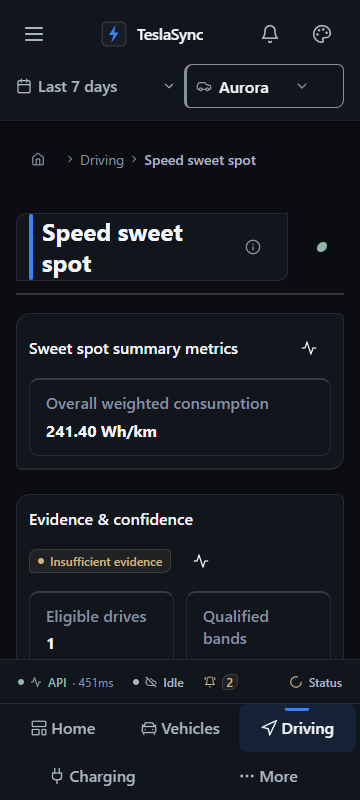 TeslaSync
Last 7 days
Aurora
Driving
Speed sweet spot
Speed sweet
spot
Sweet spot summary metrics
Overall weighted consumption
241.40 Wh/km
Evidence & confidence
Insufficient evidence
Eligible drives
1
Qualified
bands
API · 451ms
Idle
2
Status
Home
Vehicles
Driving
Charging
More